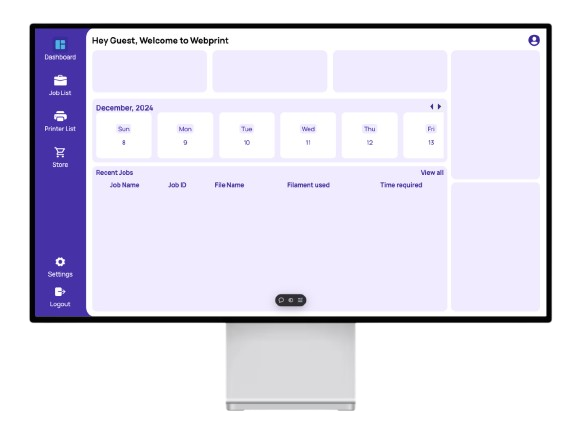 Hey Guest, Welcome to Webprint
Dashboard
Job List
Printer List
Store
Settings
Logout
December, 2024
Sun Mon Tue Wed Thu Fri
8 9 10 11 12 13
Recent Jobs View all
Job Name Job ID File Name Filament used Time required